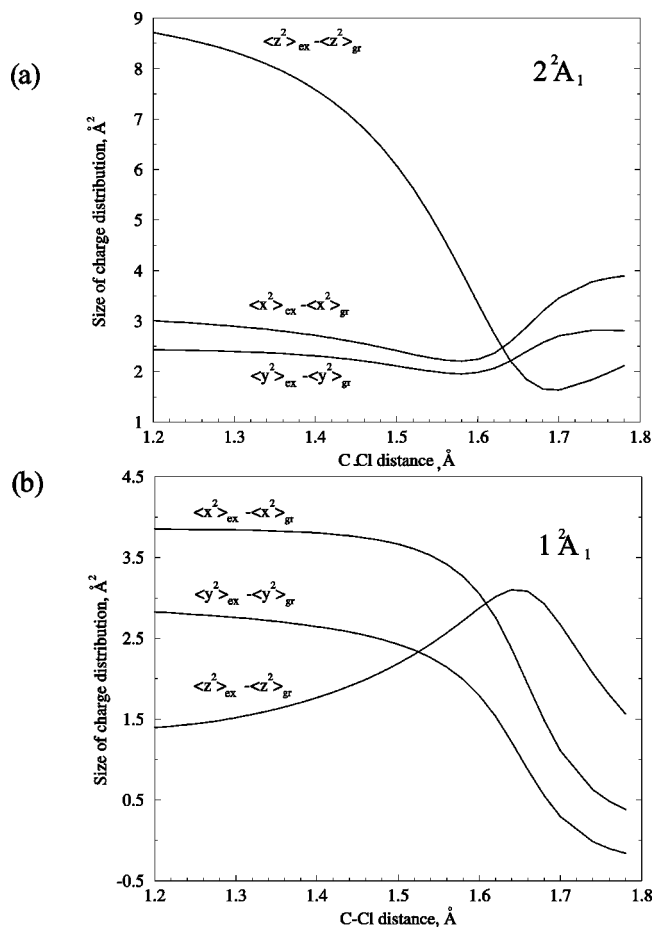 (a)
2²A₁
Size of charge distribution, Å²
9
8
7
6
5
4
3
2
1
<z²>ex -<z²>gr
<x²>ex -<x²>gr
<y²>ex -<y²>gr
1.2 1.3 1.4 1.5 1.6 1.7 1.8
C-Cl distance, Å
(b)
1²A₁
Size of charge distribution, Å²
4.5
3.5
2.5
1.5
0.5
-0.5
<x²>ex -<x²>gr
<y²>ex -<y²>gr
<z²>ex -<z²>gr
1.2 1.3 1.4 1.5 1.6 1.7 1.8
C-Cl distance, Å